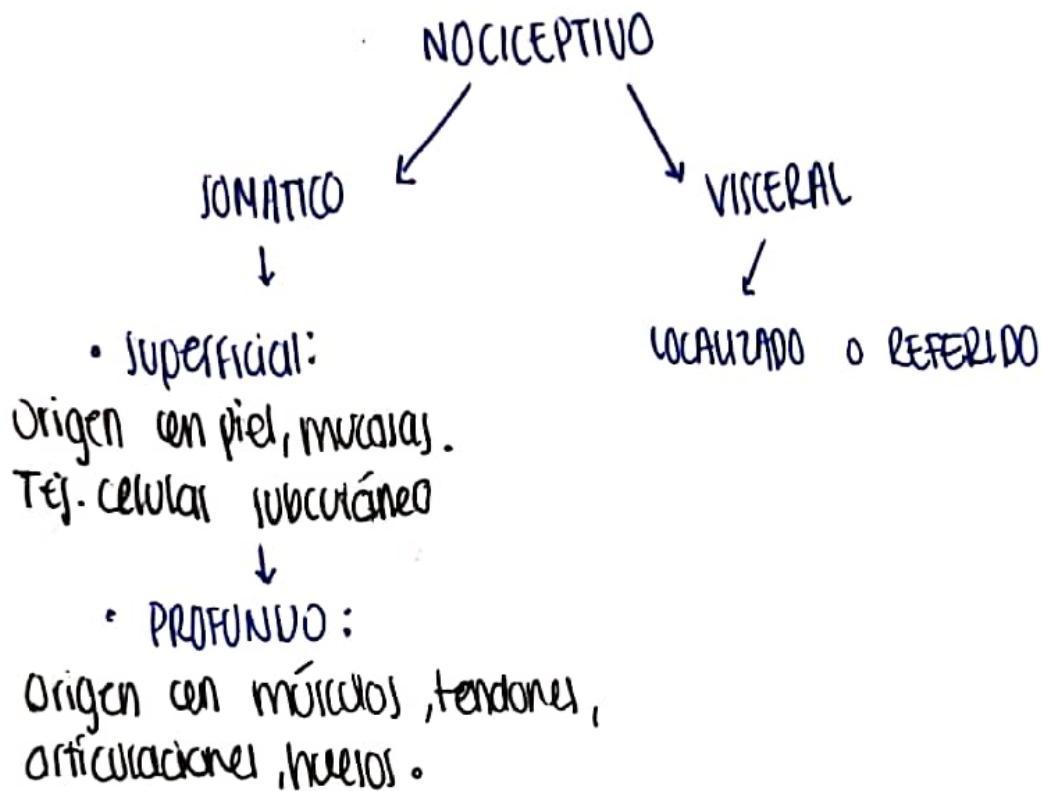 NOCICEPTIVO
SOMATICO
VISCERAL
• Superficial:
Origen en piel, mucosas.
Tej. celular subcutáneo
LOCALIZADO o REFERIDO
• PROFUNDO:
Origen en músculos, tendones,
articulaciones, huesos.